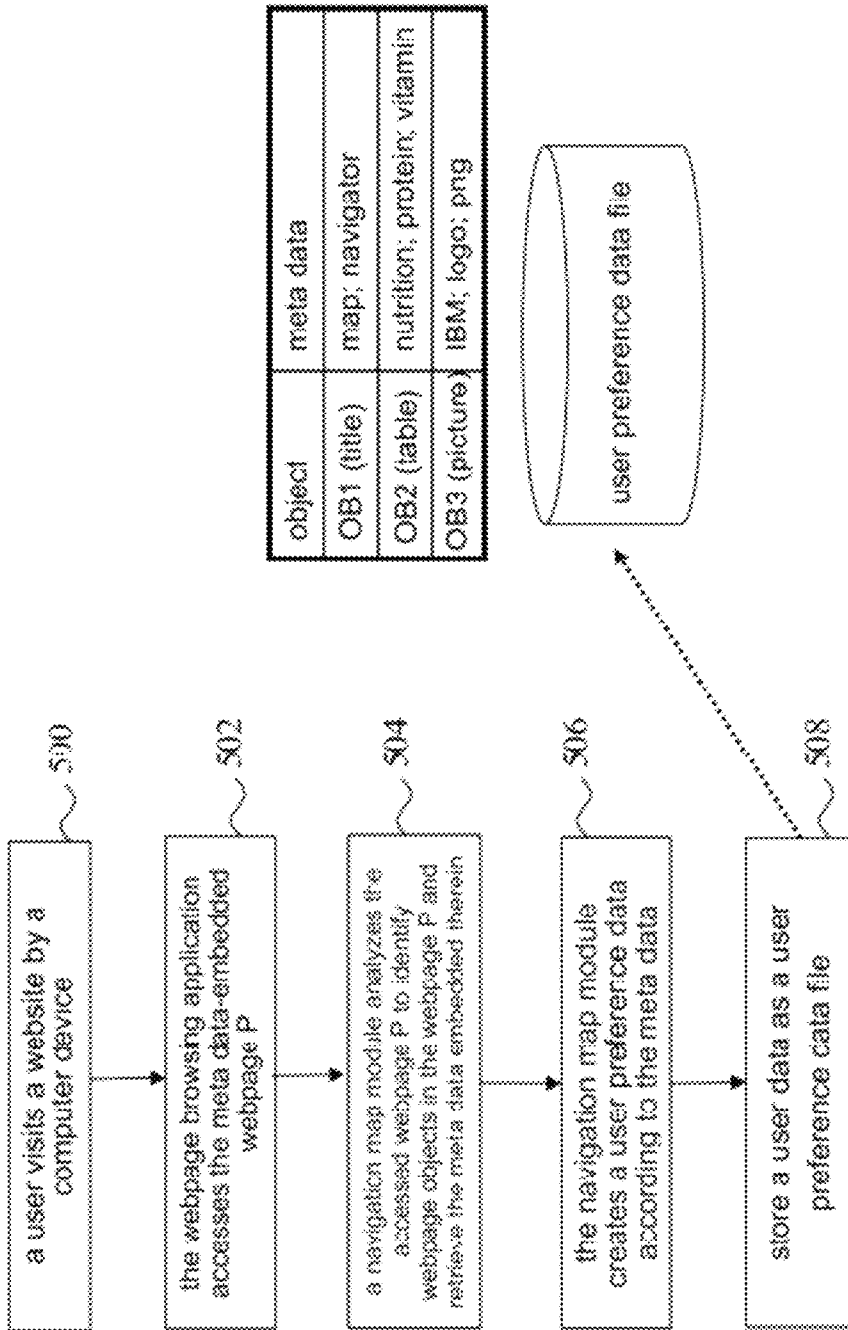 a user visits a website by a
computer device
500
the webpage browsing application
accesses the meta data-embedded
webpage P
502
a navigation map module analyzes the
accessed webpage P to identify
webpage objects in the webpage P and
retrieve the meta data embedded therein
504
the navigation map module
creates a user preference data
according to the meta data
506
store a user data as a user
preference data file
508
object meta data
OB1 (title) map; navigator
OB2 (table) nutrition; protein; vitamin
OB3 (picture) IBM; logo; png
user preference data file